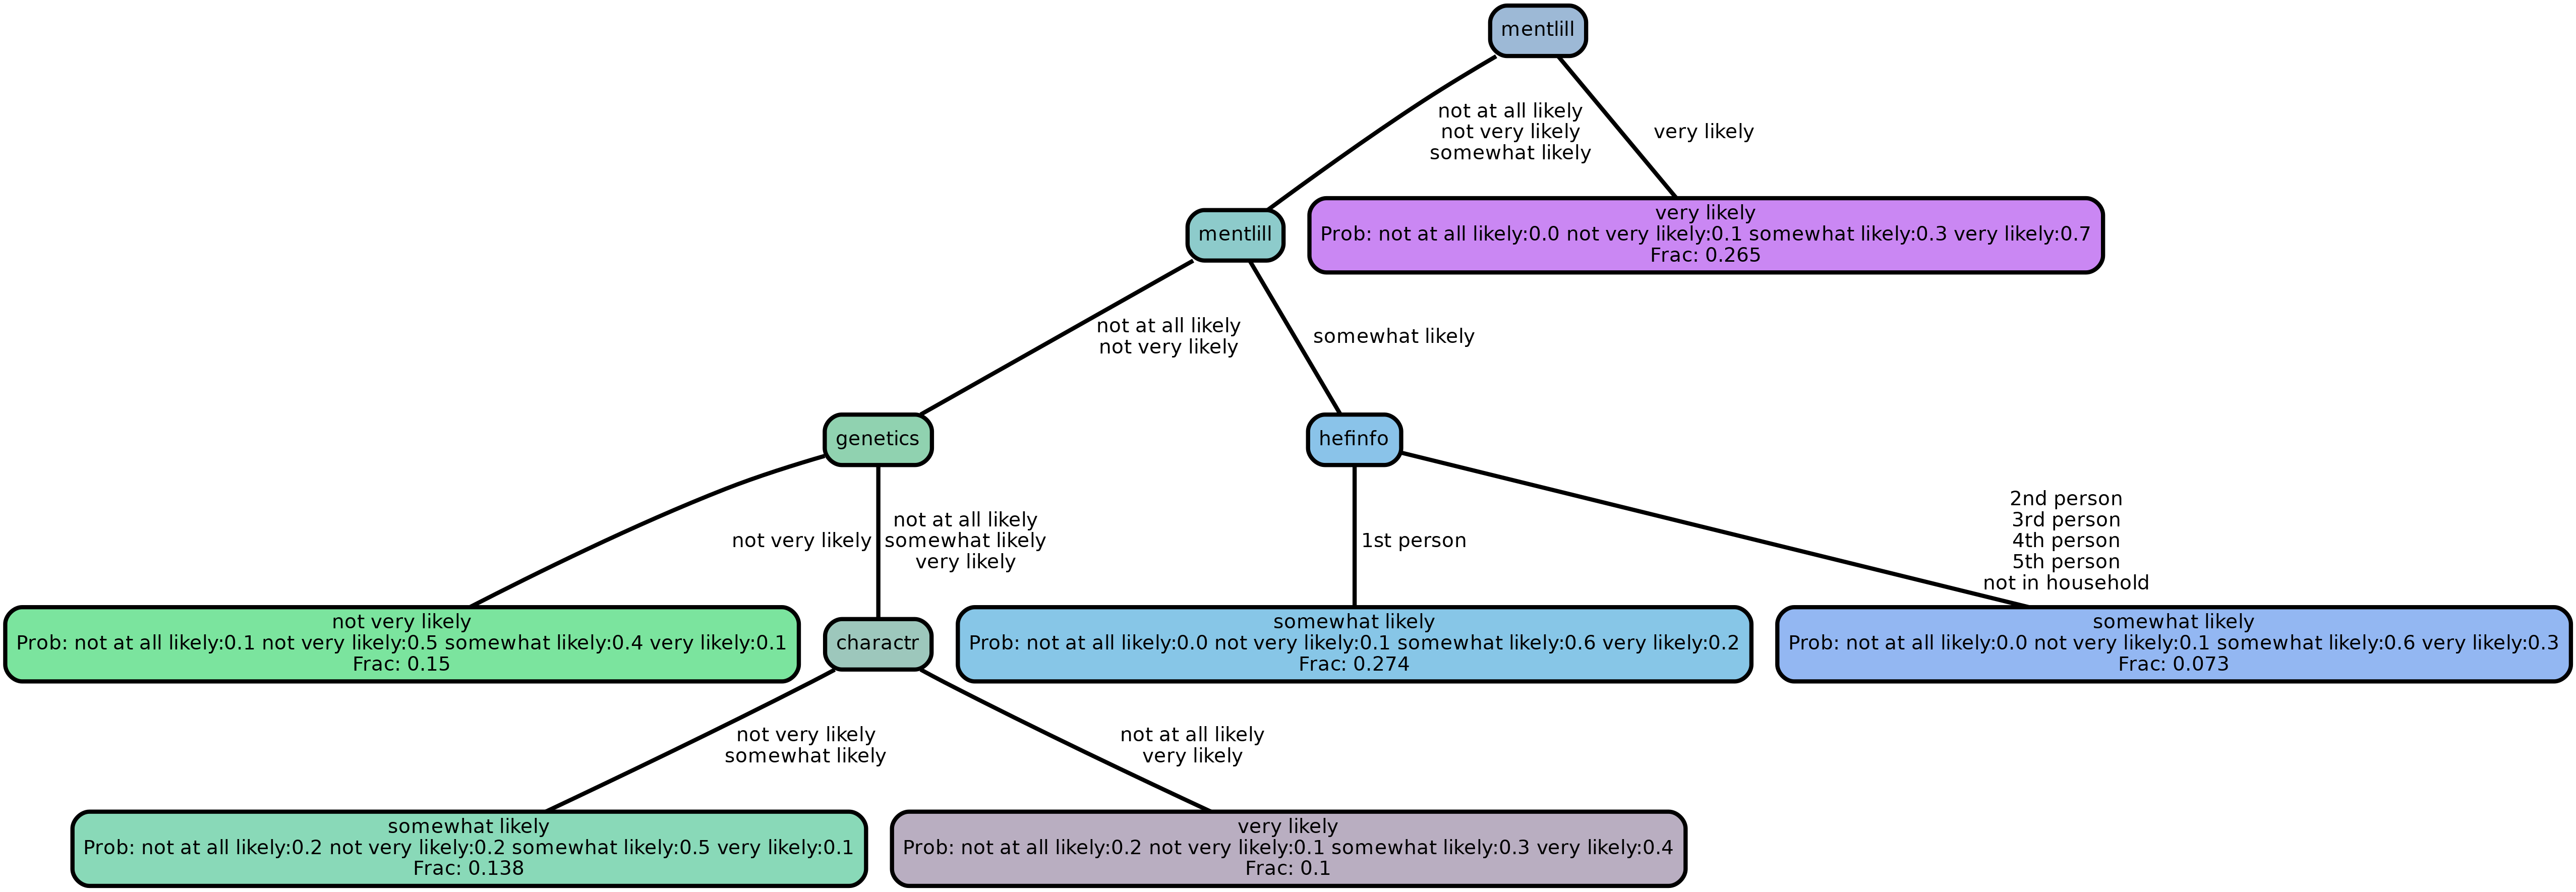 mentlill
not at all likely
not very likely
somewhat likely
very likely
mentlill
very likely
Prob: not at all likely:0.0 not very likely:0.1 somewhat likely:0.3 very likely:0.7
Frac: 0.265
not at all likely
not very likely
somewhat likely
genetics
hefinfo
not very likely
not at all likely
somewhat likely
very likely
1st person
2nd person
3rd person
4th person
5th person
not in household
not very likely
Prob: not at all likely:0.1 not very likely:0.5 somewhat likely:0.4 very likely:0.1
Frac: 0.15
charactr
somewhat likely
Prob: not at all likely:0.0 not very likely:0.1 somewhat likely:0.6 very likely:0.2
Frac: 0.274
somewhat likely
Prob: not at all likely:0.0 not very likely:0.1 somewhat likely:0.6 very likely:0.3
Frac: 0.073
not very likely
somewhat likely
not at all likely
very likely
somewhat likely
Prob: not at all likely:0.2 not very likely:0.2 somewhat likely:0.5 very likely:0.1
Frac: 0.138
very likely
Prob: not at all likely:0.2 not very likely:0.1 somewhat likely:0.3 very likely:0.4
Frac: 0.1